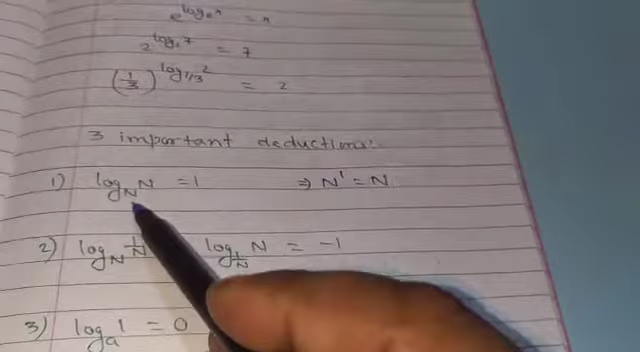 e^{log_e n} = n
2^{log_2 7} = 7
(1/3)^{log_{1/3} 2} = 2
3 important deductions:
1) log_N N = 1 ⇒ N^1 = N
2) log_N 1/N log_{1/N} N = -1
3) log_a 1 = 0